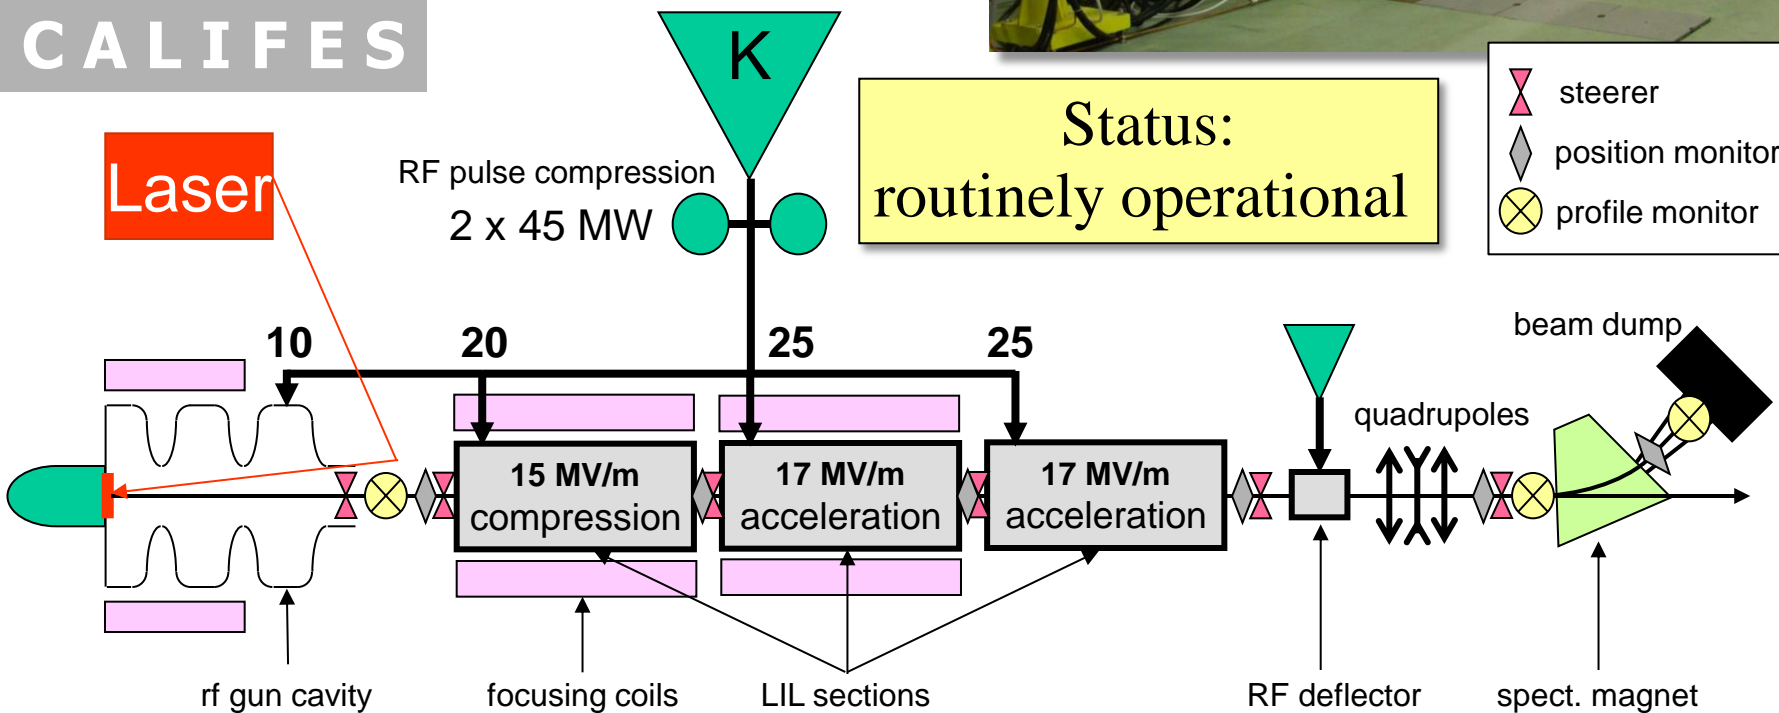 CALIFES
K
Laser
RF pulse compression
2 x 45 MW
Status:
routinely operational
steerer
position monitor
profile monitor
10
20
25
25
beam dump
quadrupoles
15 MV/m
compression
17 MV/m
acceleration
17 MV/m
acceleration
rf gun cavity
focusing coils
LIL sections
RF deflector
spect. magnet